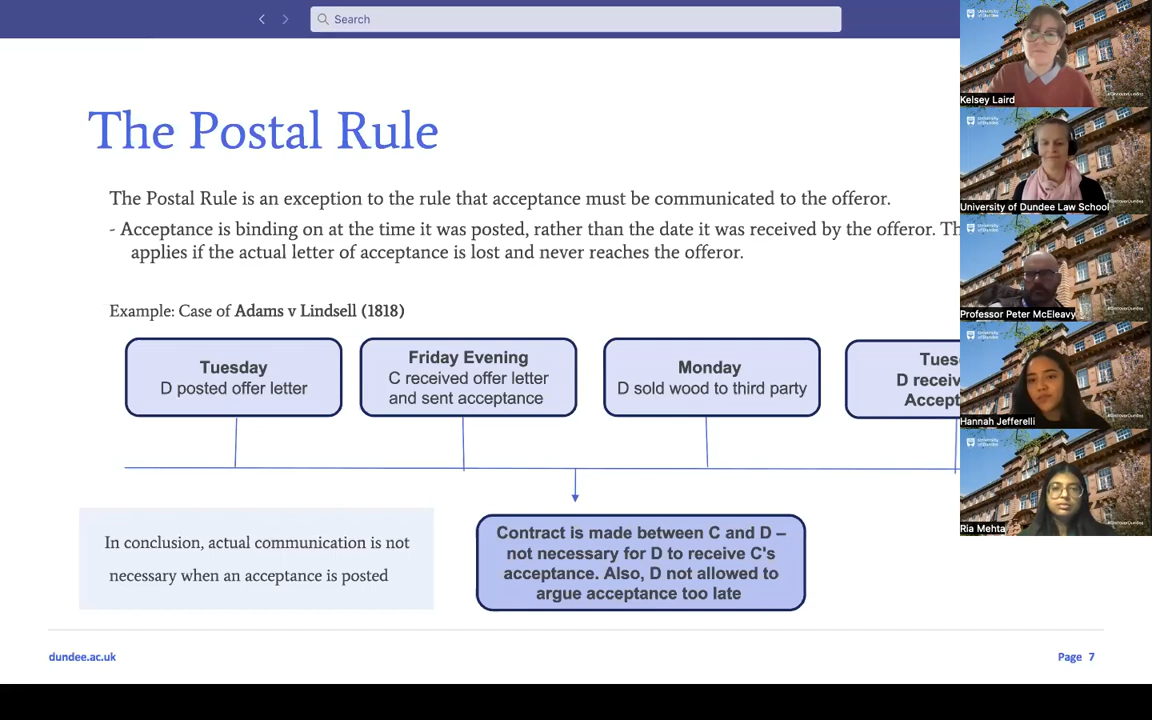 Search
The Postal Rule
The Postal Rule is an exception to the rule that acceptance must be communicated to the offeror.
- Acceptance is binding on at the time it was posted, rather than the date it was received by the offeror. Th
applies if the actual letter of acceptance is lost and never reaches the offeror.
Example: Case of Adams v Lindsell (1818)
Tuesday
D posted offer letter
Friday Evening
C received offer letter
and sent acceptance
Monday
D sold wood to third party
Tues
D receiv
Accept
Contract is made between C and D –
not necessary for D to receive C's
acceptance. Also, D not allowed to
argue acceptance too late
In conclusion, actual communication is not
necessary when an acceptance is posted
dundee.ac.uk
Page 7
Kelsey Laird
University of Dundee Law School
Professor Peter McEleavy
Hannah Jefferelli
Ria Mehta